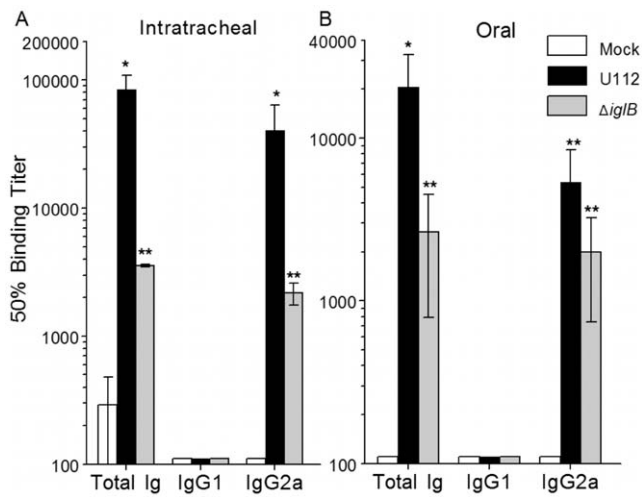 A
Intratracheal
50% Binding Titer
200000
100000
10000
1000
100
*
**
*
**
Total Ig
IgG1
IgG2a
B
Oral
Mock
U112
ΔiglB
40000
10000
1000
100
*
**
**
**
Total Ig
IgG1
IgG2a